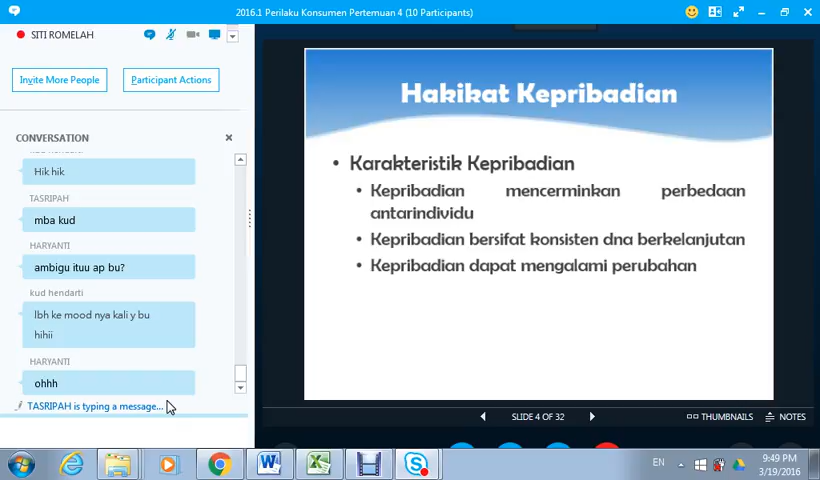 2016.1 Perilaku Konsumen Pertemuan 4 (10 Participants)
SITI ROMELAH
Invite More People
Participant Actions
CONVERSATION
kud hendarti
Hik hik
TASRIPAH
mba kud
HARYANTI
ambigu ituu ap bu?
kud hendarti
lbh ke mood nya kali y bu
hihii
HARYANTI
ohhh
TASRIPAH is typing a message...
Hakikat Kepribadian
• Karakteristik Kepribadian
• Kepribadian mencerminkan perbedaan
antarindividu
• Kepribadian bersifat konsisten dna berkelanjutan
• Kepribadian dapat mengalami perubahan
SLIDE 4 OF 32
THUMBNAILS
NOTES
EN
9:49 PM
3/19/2016